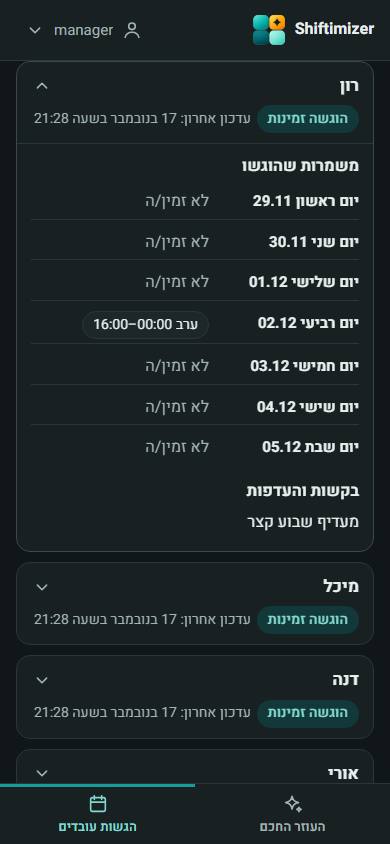 Shiftimizer
manager
רון
הוגשה זמינות עדכון אחרון: 17 בנובמבר בשעה 21:28
משמרות שהוגשו
יום ראשון 29.11 לא זמין/ה
יום שני 30.11 לא זמין/ה
יום שלישי 01.12 לא זמין/ה
יום רביעי 02.12 ערב 16:00–00:00
יום חמישי 03.12 לא זמין/ה
יום שישי 04.12 לא זמין/ה
יום שבת 05.12 לא זמין/ה
בקשות והעדפות
מעדיף שבוע קצר
מיכל
הוגשה זמינות עדכון אחרון: 17 בנובמבר בשעה 21:28
דנה
הוגשה זמינות עדכון אחרון: 17 בנובמבר בשעה 21:28
אורי
העוזר החכם
הגשות עובדים